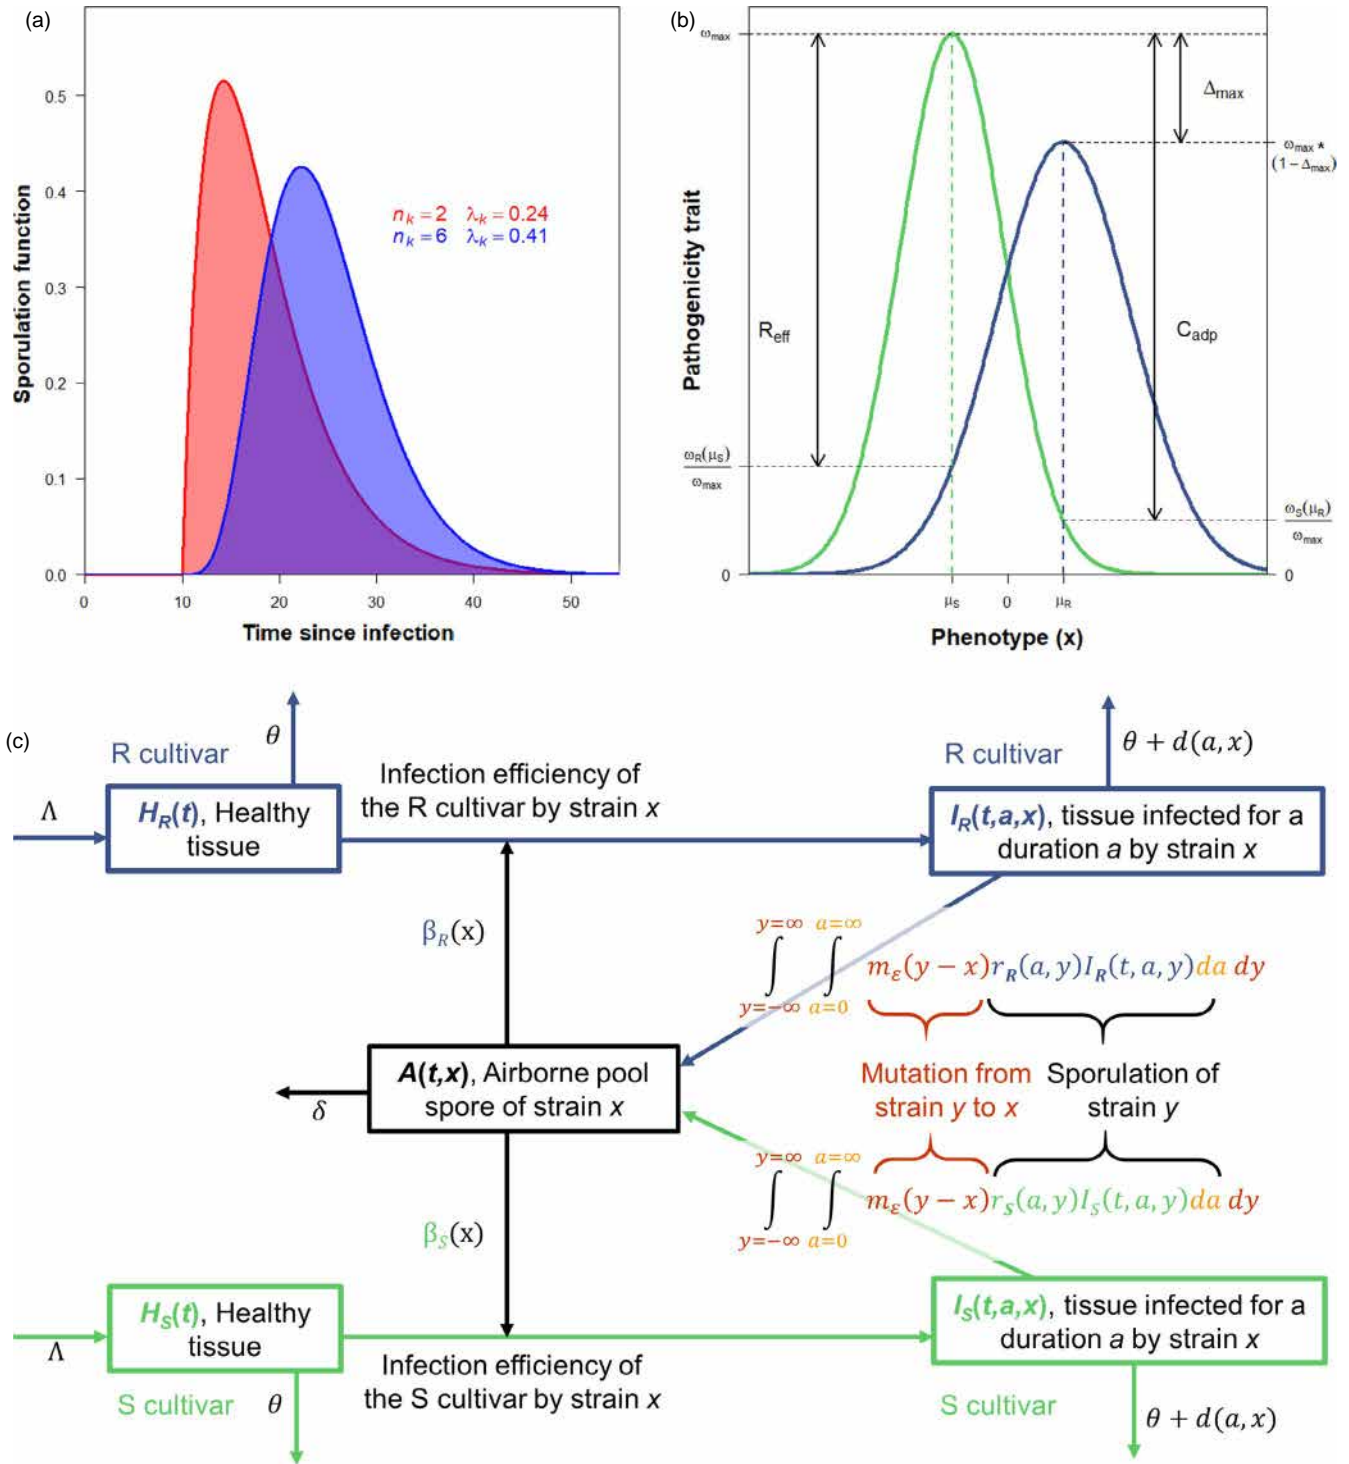 (a)
Sporulation function
0.5
0.4
0.3
0.2
0.1
0.0
n_k = 2 λ_k = 0.24
n_k = 6 λ_k = 0.41
0 10 20 30 40 50
Time since infection
(b)
Pathogenicity trait
ω_max
R_eff
ω_R(μ_S)
ω_max
0
Δ_max
ω_max *
(1 − Δ_max)
C_adp
ω_S(μ_R)
ω_max
0
μ_S 0 μ_R
Phenotype (x)
(c)
R cultivar
θ
Λ
H_R(t), Healthy
tissue
Infection efficiency of
the R cultivar by strain x
R cultivar
θ + d(a, x)
I_R(t,a,x), tissue infected for a
duration a by strain x
β_R(x)
y=∞ a=∞
∫ ∫ m_ε(y − x)r_R(a, y)I_R(t, a, y)da dy
y=−∞ a=0
A(t,x), Airborne pool
spore of strain x
δ
Mutation from
strain y to x
Sporulation of
strain y
y=∞ a=∞
∫ ∫ m_ε(y − x)r_S(a, y)I_S(t, a, y)da dy
y=−∞ a=0
β_S(x)
H_S(t), Healthy
tissue
Λ
S cultivar
θ
Infection efficiency of
the S cultivar by strain x
I_S(t,a,x), tissue infected for a
duration a by strain x
S cultivar
θ + d(a, x)